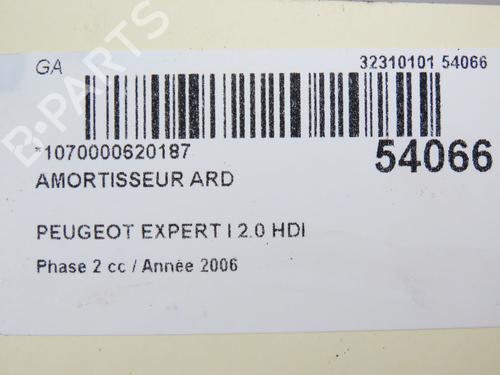 GA
32310101 54066
*1070000620187
54066
AMORTISSEUR ARD
PEUGEOT EXPERT I 2.0 HDI
Phase 2 cc / Année 2006
B-PARTS